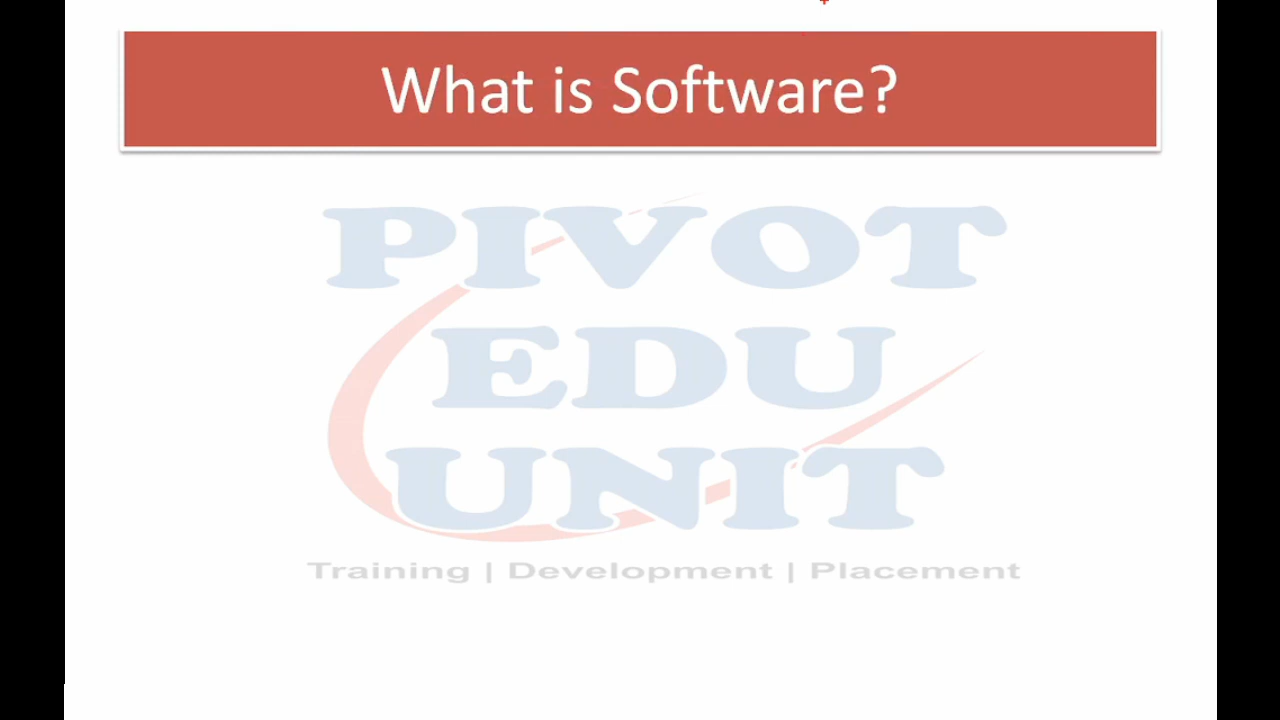 What is Software?
PIVOT
EDU
UNIT
Training | Development | Placement